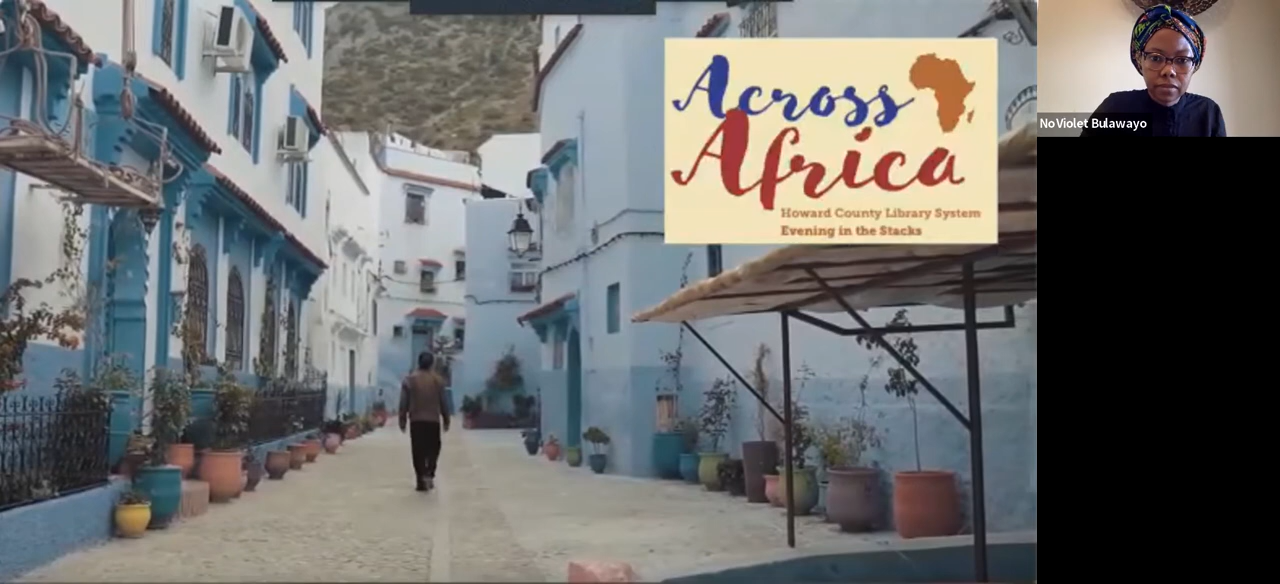 Across
Africa
Howard County Library System
Evening in the Stacks
NoViolet Bulawayo